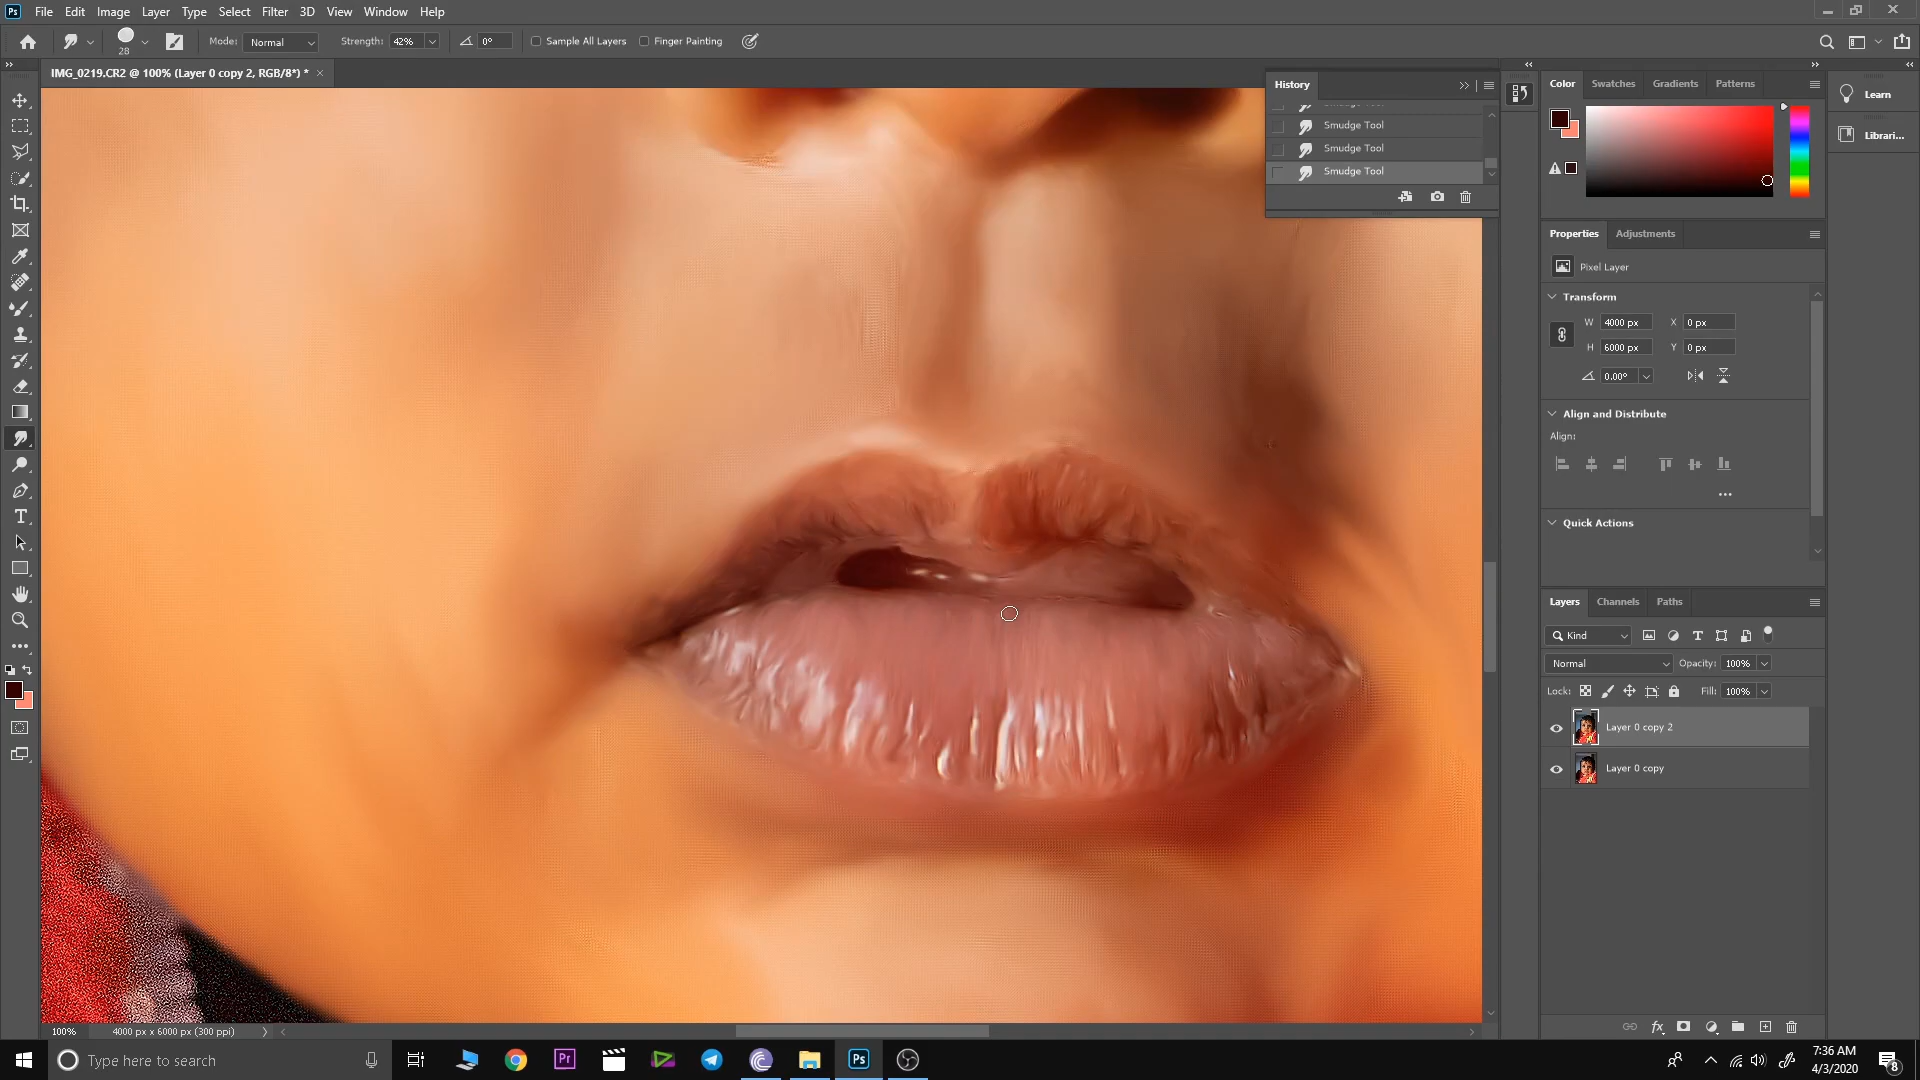 Ps File Edit Image Layer Type Select Filter 3D View Window Help
28 Mode: Normal Strength: 42% 0° Sample All Layers Finger Painting
IMG_0219.CR2 @ 100% (Layer 0 copy 2, RGB/8*) * ×
History
Smudge Tool
Smudge Tool
Smudge Tool
Color Swatches Gradients Patterns
Learn
Librari...
Properties Adjustments
Pixel Layer
Transform
W 4000 px X 0 px
H 6000 px Y 0 px
0.00°
Align and Distribute
Align:
Quick Actions
Layers Channels Paths
Kind
Normal Opacity: 100%
Lock: Fill: 100%
Layer 0 copy 2
Layer 0 copy
100% 4000 px x 6000 px (300 ppi)
Type here to search
Pr
Ps
7:36 AM
4/3/2020
8